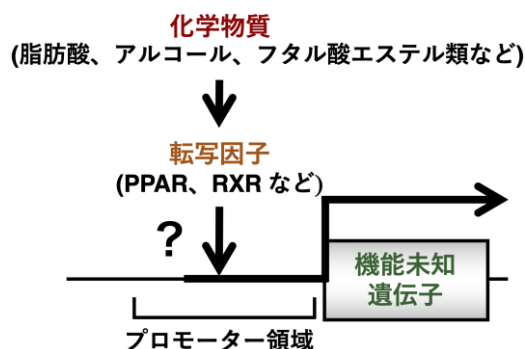 化学物質
(脂肪酸、アルコール、フタル酸エステル類など)
転写因子
(PPAR、RXR など)
?
機能未知
遺伝子
プロモーター領域